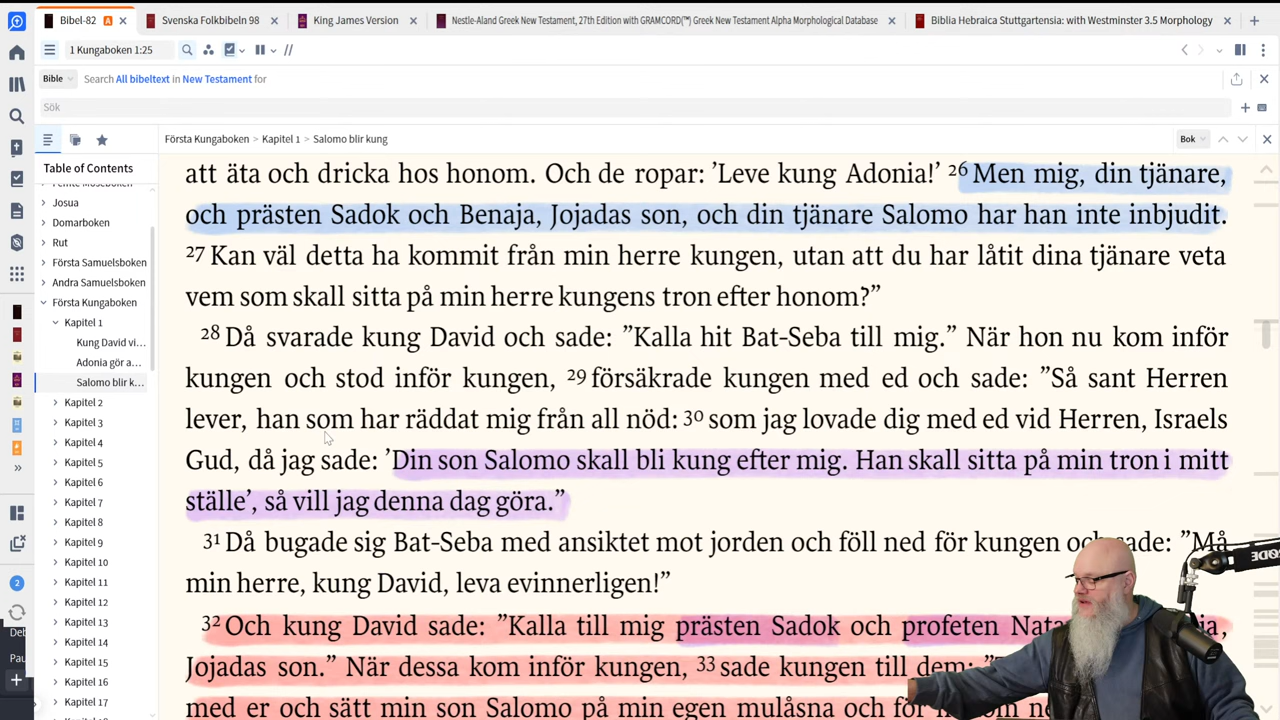 Bibel-82 A
Svenska Folkbibeln 98
King James Version
Nestle-Aland Greek New Testament, 27th Edition with GRAMCORD(™) Greek New Testament Alpha Morphological Database
Biblia Hebraica Stuttgartensia: with Westminster 3.5 Morphology
1 Kungaboken 1:25
Bible Search All bibeltext in New Testament for
Sök
Första Kungaboken > Kapitel 1 > Salomo blir kung
Bok
Table of Contents
Femte Moseboken
Josua
Domarboken
Rut
Första Samuelsboken
Andra Samuelsboken
Första Kungaboken
Kapitel 1
Kung David vi...
Adonia gör a...
Salomo blir k...
Kapitel 2
Kapitel 3
Kapitel 4
Kapitel 5
Kapitel 6
Kapitel 7
Kapitel 8
Kapitel 9
Kapitel 10
Kapitel 11
Kapitel 12
Kapitel 13
Kapitel 14
Kapitel 15
Kapitel 16
Kapitel 17
2
Det
Pau
att äta och dricka hos honom. Och de ropar: ’Leve kung Adonia!’ 26 Men mig, din tjänare,
och prästen Sadok och Benaja, Jojadas son, och din tjänare Salomo har han inte inbjudit.
27 Kan väl detta ha kommit från min herre kungen, utan att du har låtit dina tjänare veta
vem som skall sitta på min herre kungens tron efter honom?”
28 Då svarade kung David och sade: ”Kalla hit Bat-Seba till mig.” När hon nu kom inför
kungen och stod inför kungen, 29 försäkrade kungen med ed och sade: ”Så sant Herren
lever, han som har räddat mig från all nöd: 30 som jag lovade dig med ed vid Herren, Israels
Gud, då jag sade: ’Din son Salomo skall bli kung efter mig. Han skall sitta på min tron i mitt
ställe’, så vill jag denna dag göra.”
31 Då bugade sig Bat-Seba med ansiktet mot jorden och föll ned för kungen och sade: ”Må
min herre, kung David, leva evinnerligen!”
32 Och kung David sade: ”Kalla till mig prästen Sadok och profeten
Jojadas son.” När dessa kom inför kungen, 33 sade kungen till dem:
med er och sätt min son Salomo på min egen mulåsna och för
RØDE